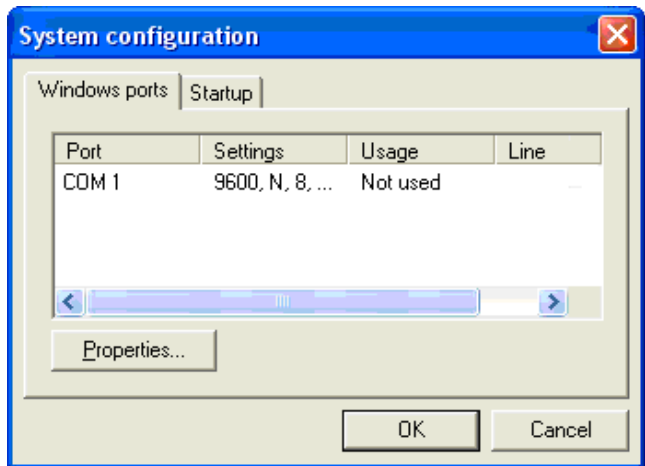 System configuration
Windows ports Startup
Port Settings Usage Line
COM 1 9600, N, 8, ... Not used
Properties...
OK Cancel